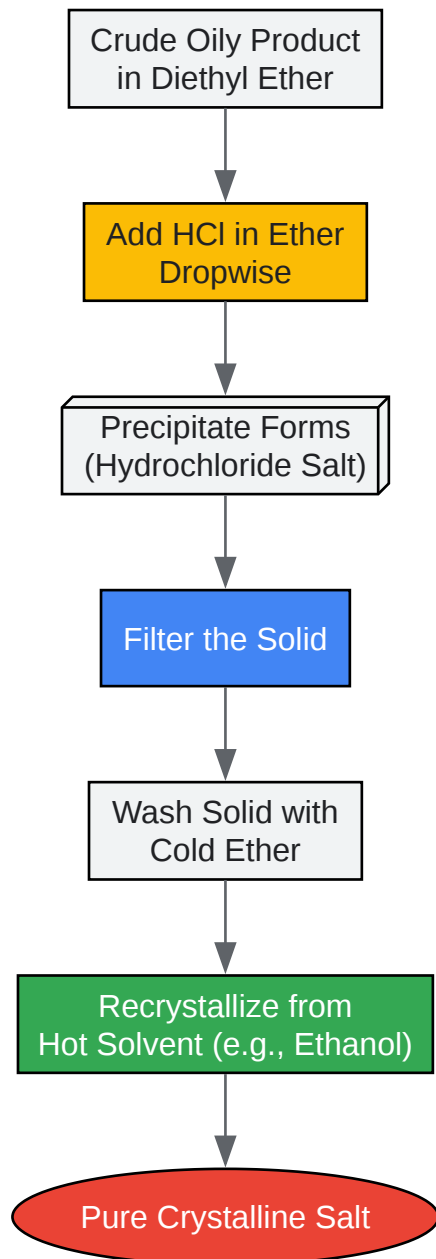 Crude Oily Product
in Diethyl Ether
Add HCl in Ether
Dropwise
Precipitate Forms
(Hydrochloride Salt)
Filter the Solid
Wash Solid with
Cold Ether
Recrystallize from
Hot Solvent (e.g., Ethanol)
Pure Crystalline Salt